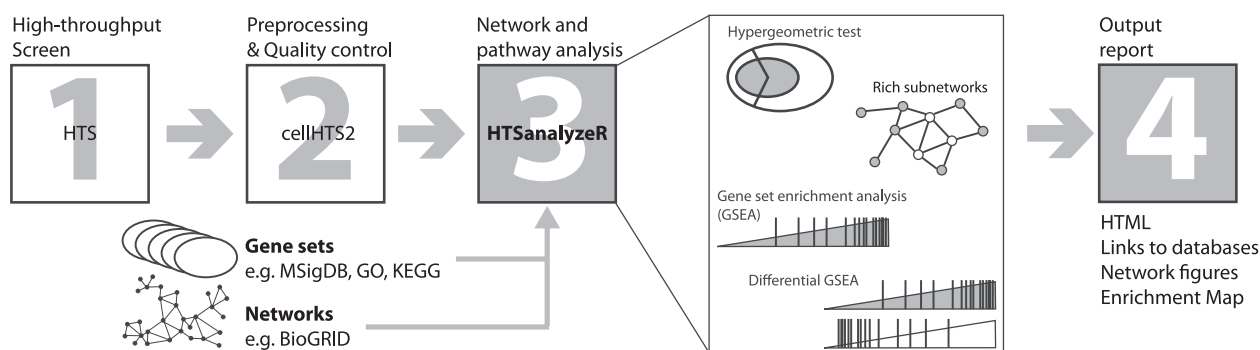 High-throughput
Screen
1
HTS
Preprocessing
& Quality control
2
cellHTS2
Network and
pathway analysis
3
HTSanalyzeR
Gene sets
e.g. MSigDB, GO, KEGG
Networks
e.g. BioGRID
Hypergeometric test
Rich subnetworks
Gene set enrichment analysis
(GSEA)
Differential GSEA
Output
report
4
HTML
Links to databases
Network figures
Enrichment Map